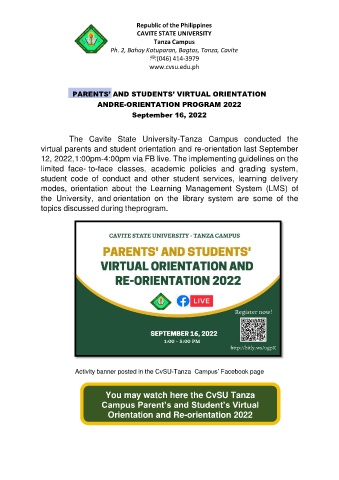 Republic of the Philippines
CAVITE STATE UNIVERSITY
Tanza Campus
Ph. 2, Bahay Katuparan, Bagtas, Tanza, Cavite
(046) 414-3979
www.cvsu.edu.ph
PARENTS' AND STUDENTS' VIRTUAL ORIENTATION
ANDRE-ORIENTATION PROGRAM 2022
September 16, 2022
The Cavite State University-Tanza Campus conducted the
virtual parents and student orientation and re-orientation last September
12, 2022,1:00pm-4:00pm via FB live. The implementing guidelines on the
limited face- to-face classes, academic policies and grading system,
student code of conduct and other student services, learning delivery
modes, orientation about the Learning Management System (LMS) of
the University, and orientation on the library system are some of the
topics discussed during theprogram.
CAVITE STATE UNIVERSITY - TANZA CAMPUS
PARENTS' AND STUDENTS'
VIRTUAL ORIENTATION AND
RE-ORIENTATION 2022
LIVE
Register now!
SEPTEMBER 16, 2022
1:00 - 5:00 PM
Activity banner posted in the CvSU-Tanza Campus' Facebook page
You may watch here the CvSU Tanza
Campus Parent's and Student's Virtual
Orientation and Re-orientation 2022